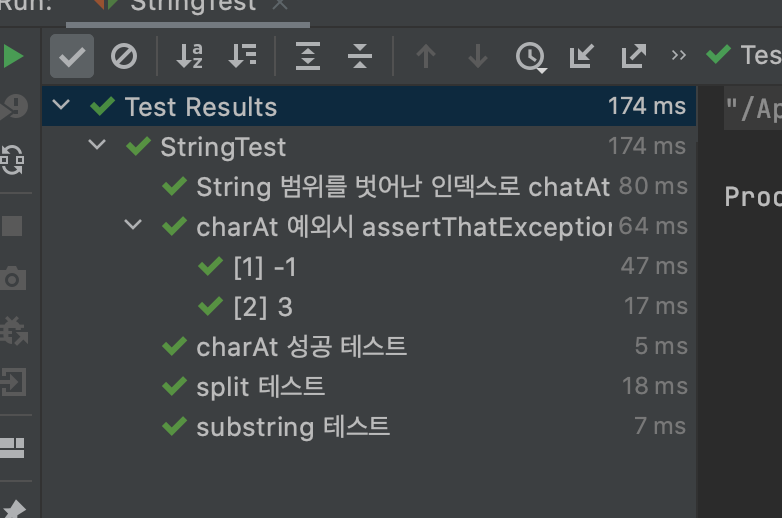 Run: StringTest
Tes
Test Results 174 ms
"/Ap
StringTest 174 ms
String 범위를 벗어난 인덱스로 chatAt 80 ms
Proc
charAt 예외시 assertThatException 64 ms
[1] -1 47 ms
[2] 3 17 ms
charAt 성공 테스트 5 ms
split 테스트 18 ms
substring 테스트 7 ms